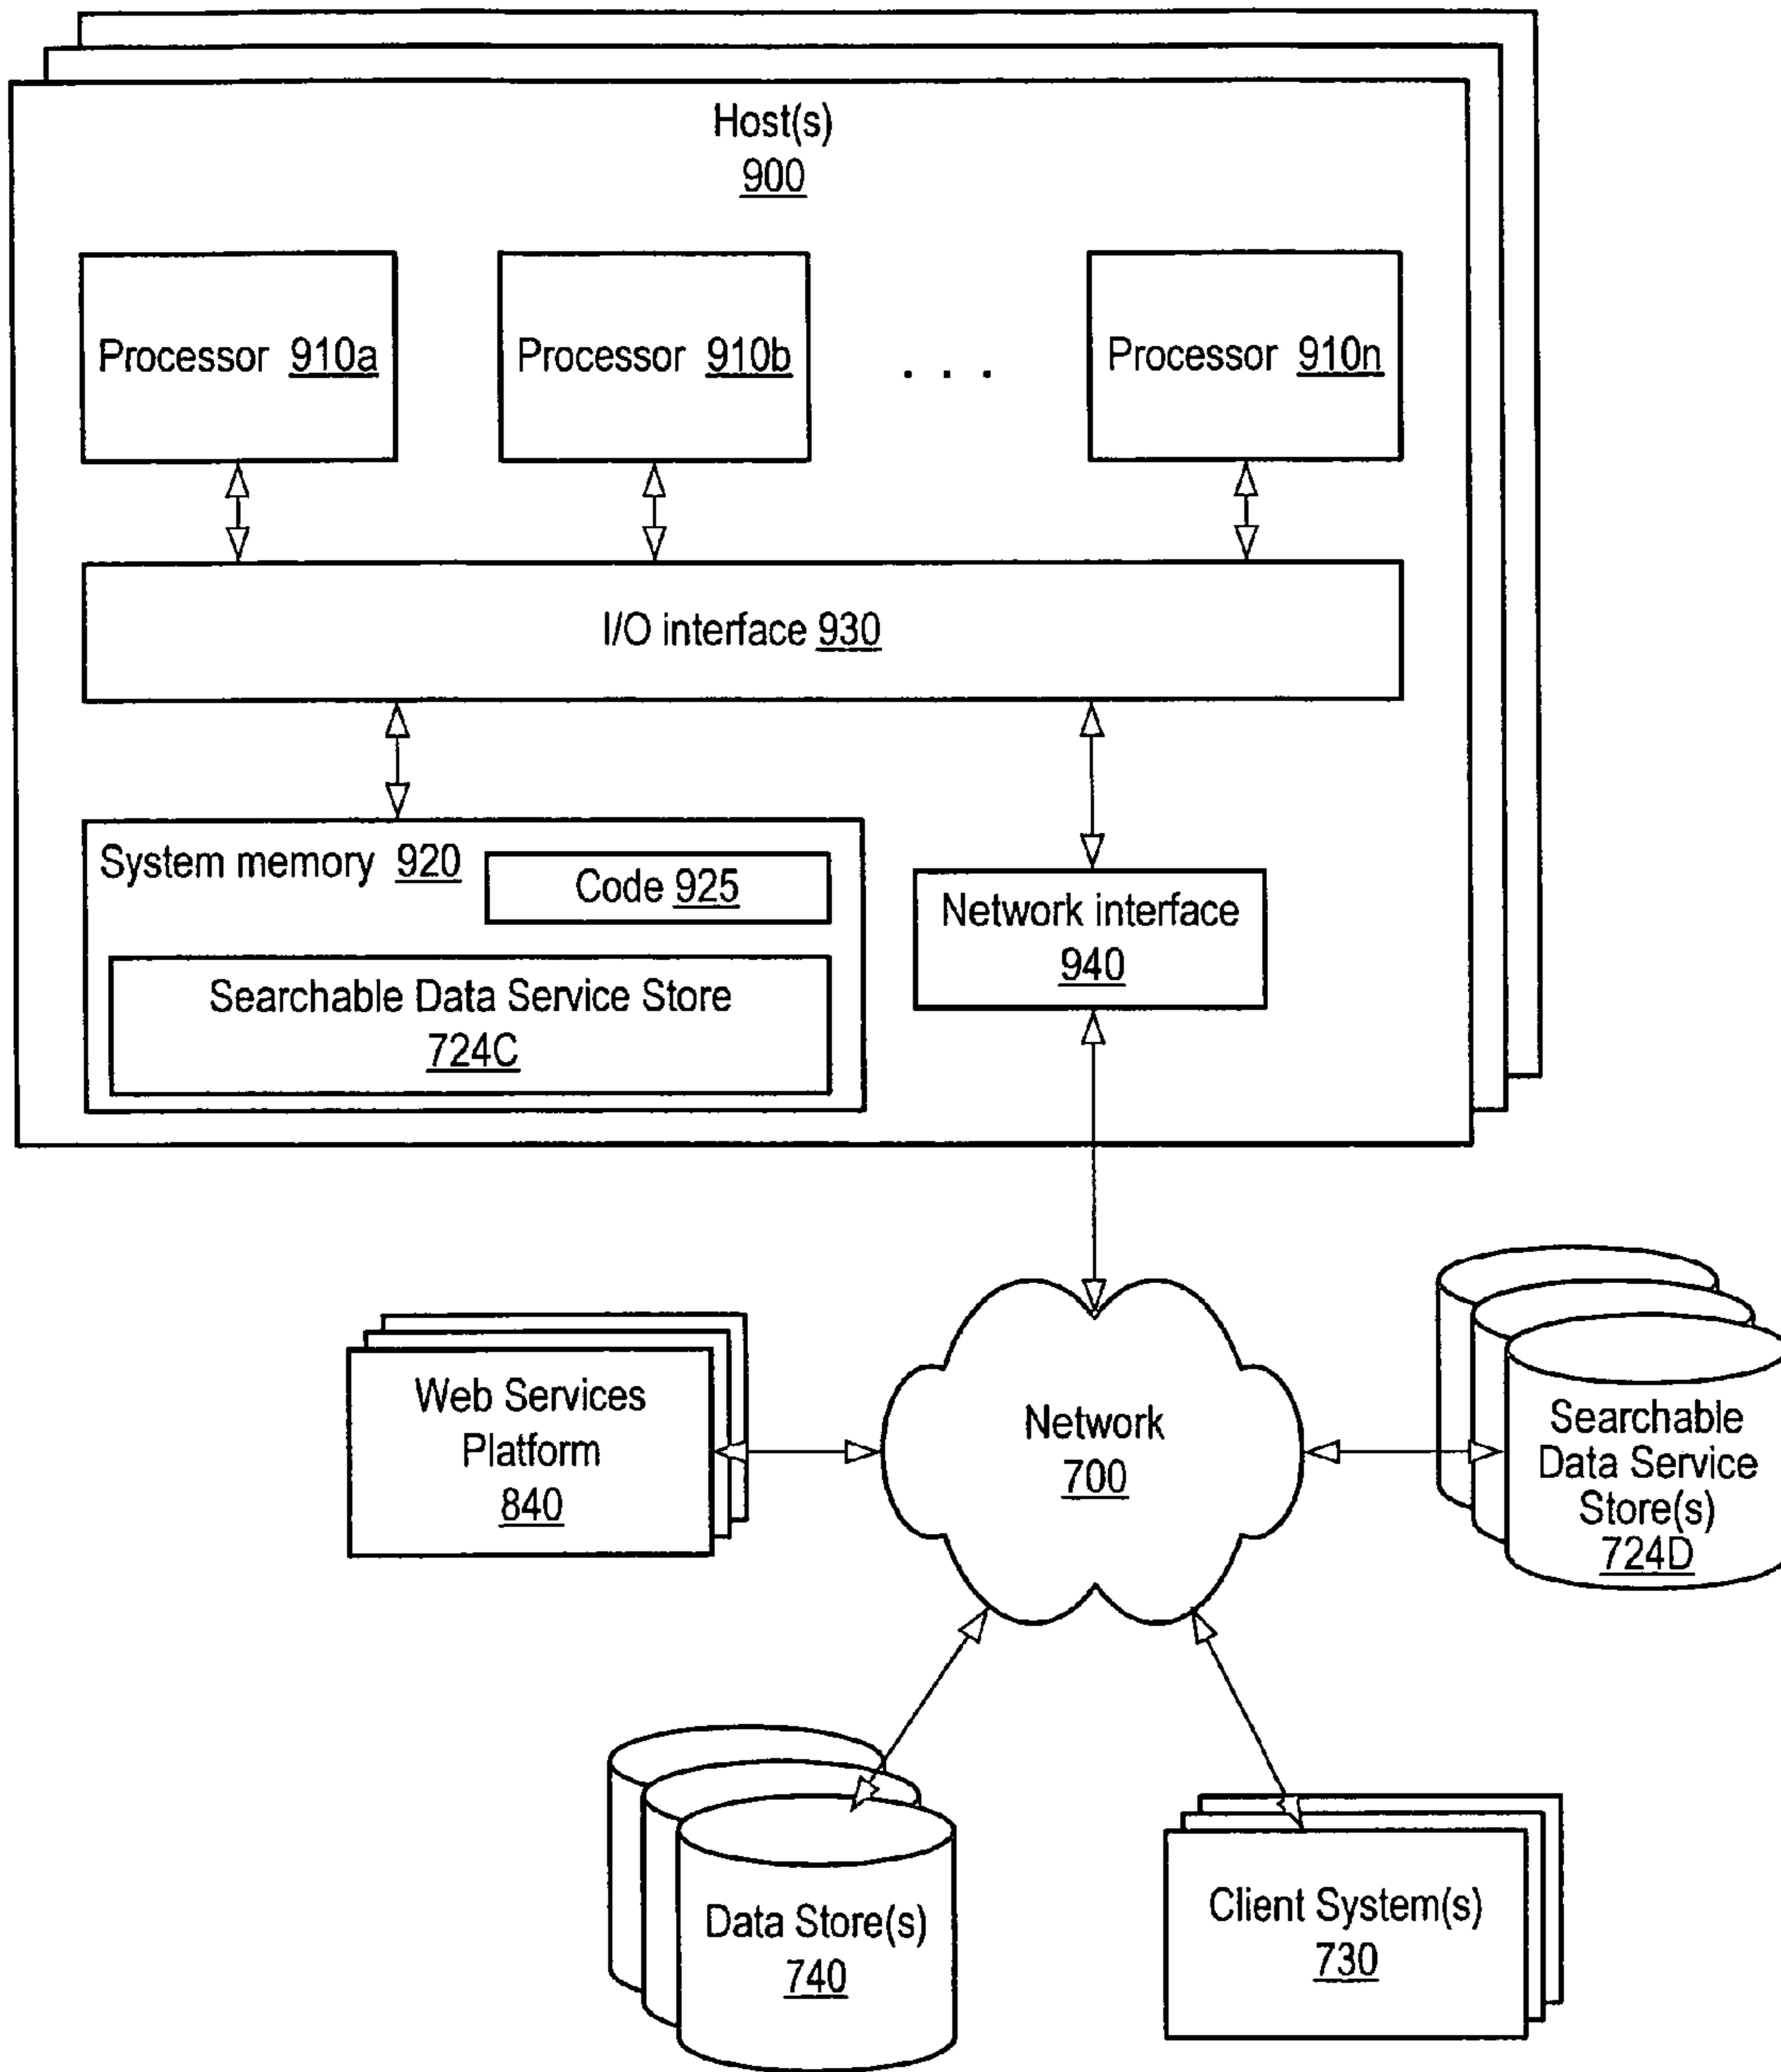 Host(s)
900
Processor 910a
Processor 910b
. . .
Processor 910n
I/O interface 930
System memory 920
Code 925
Searchable Data Service Store
724C
Network interface
940
Web Services
Platform
840
Network
700
Searchable
Data Service
Store(s)
724D
Data Store(s)
740
Client System(s)
730